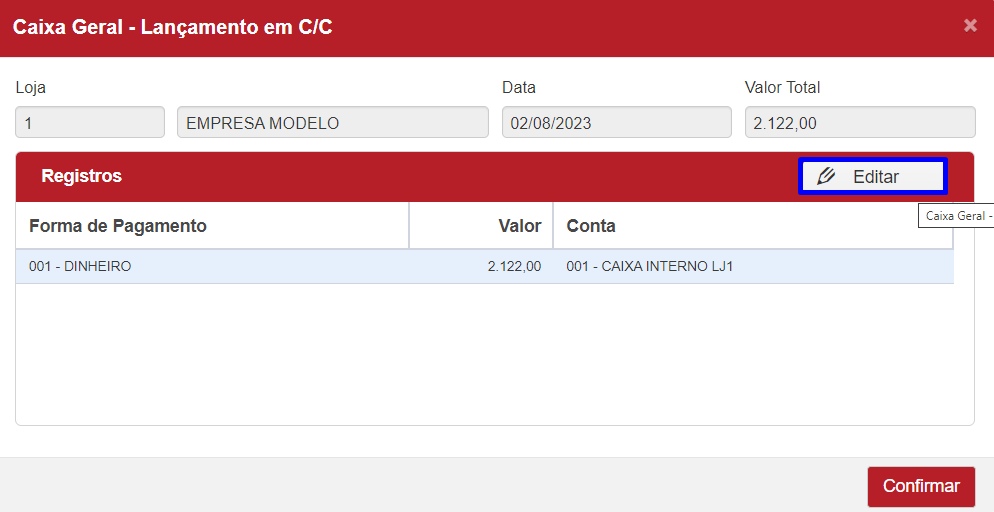 Caixa Geral - Lançamento em C/C
×
Loja Data Valor Total
1 EMPRESA MODELO 02/08/2023 2.122,00
Registros Editar
Caixa Geral -
Forma de Pagamento Valor Conta
001 - DINHEIRO 2.122,00 001 - CAIXA INTERNO LJ1
Confirmar